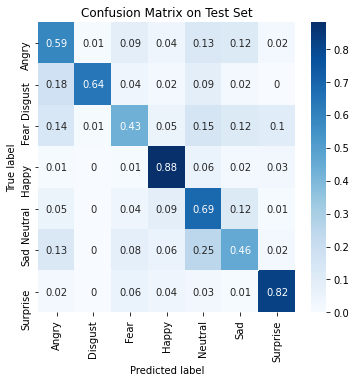 Confusion Matrix on Test Set
Angry 0.59 0.01 0.09 0.04 0.13 0.12 0.02
Disgust 0.18 0.64 0.04 0.02 0.09 0.02 0
Fear 0.14 0.01 0.43 0.05 0.15 0.12 0.1
Happy 0.01 0 0.01 0.88 0.06 0.02 0.03
Neutral 0.05 0 0.04 0.09 0.69 0.12 0.01
Sad 0.13 0 0.08 0.06 0.25 0.46 0.02
Surprise 0.02 0 0.06 0.04 0.03 0.01 0.82
Angry Disgust Fear Happy Neutral Sad Surprise
Predicted label
True label
0.8
0.7
0.6
0.5
0.4
0.3
0.2
0.1
0.0